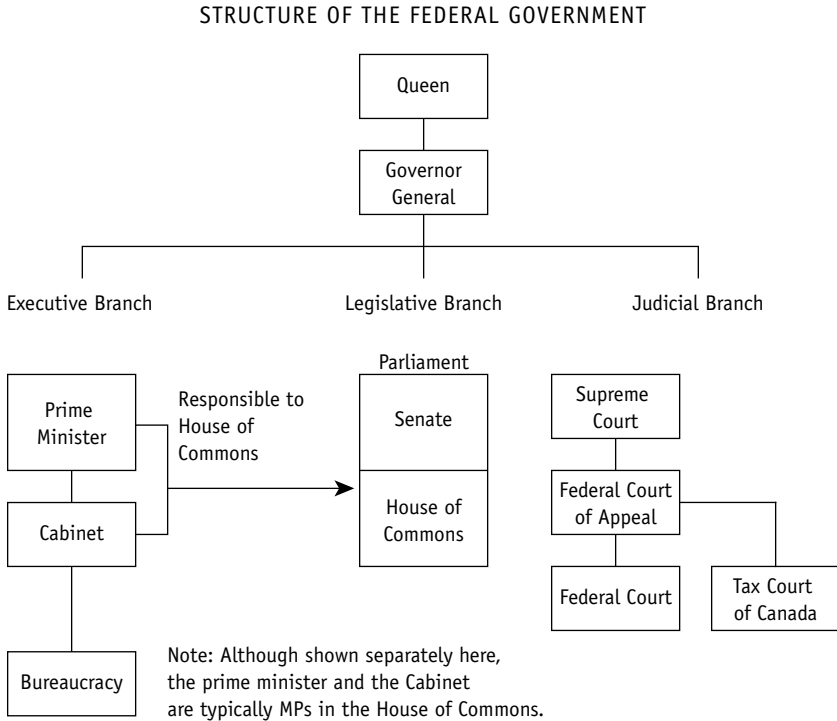 STRUCTURE OF THE FEDERAL GOVERNMENT
Queen
Governor
General
Executive Branch
Legislative Branch
Judicial Branch
Prime
Minister
Cabinet
Bureaucracy
Responsible to
House of
Commons
Parliament
Senate
House of
Commons
Supreme
Court
Federal Court
of Appeal
Federal Court
Tax Court
of Canada
Note: Although shown separately here,
the prime minister and the Cabinet
are typically MPs in the House of Commons.